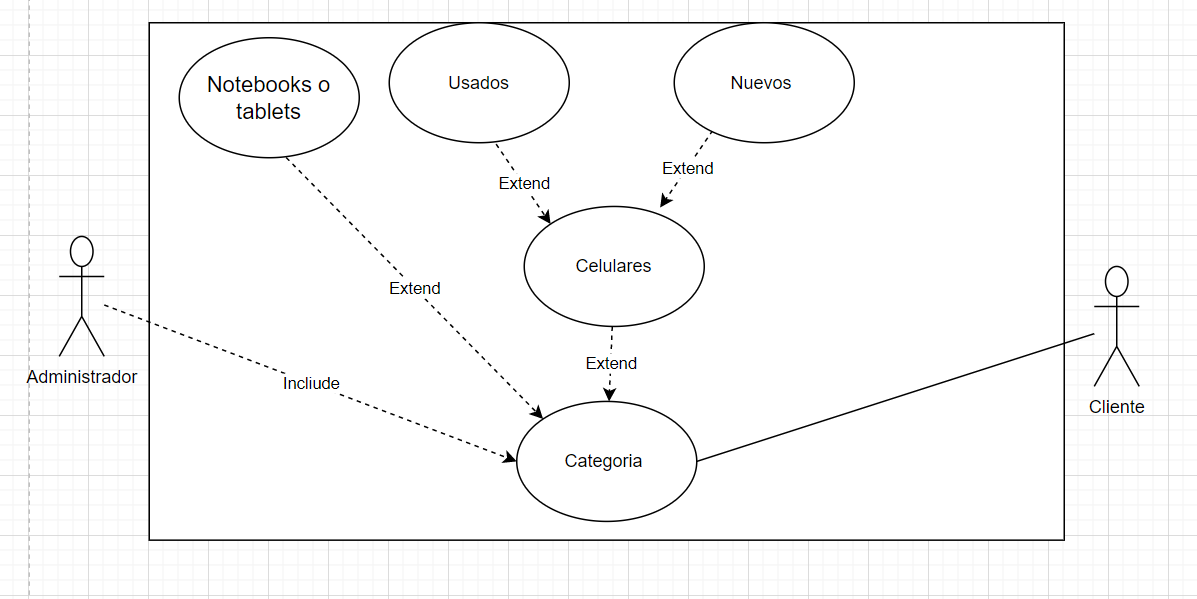 Notebooks o
tablets
Usados
Nuevos
Extend
Extend
Celulares
Extend
Extend
Administrador
Incliude
Cliente
Categoria